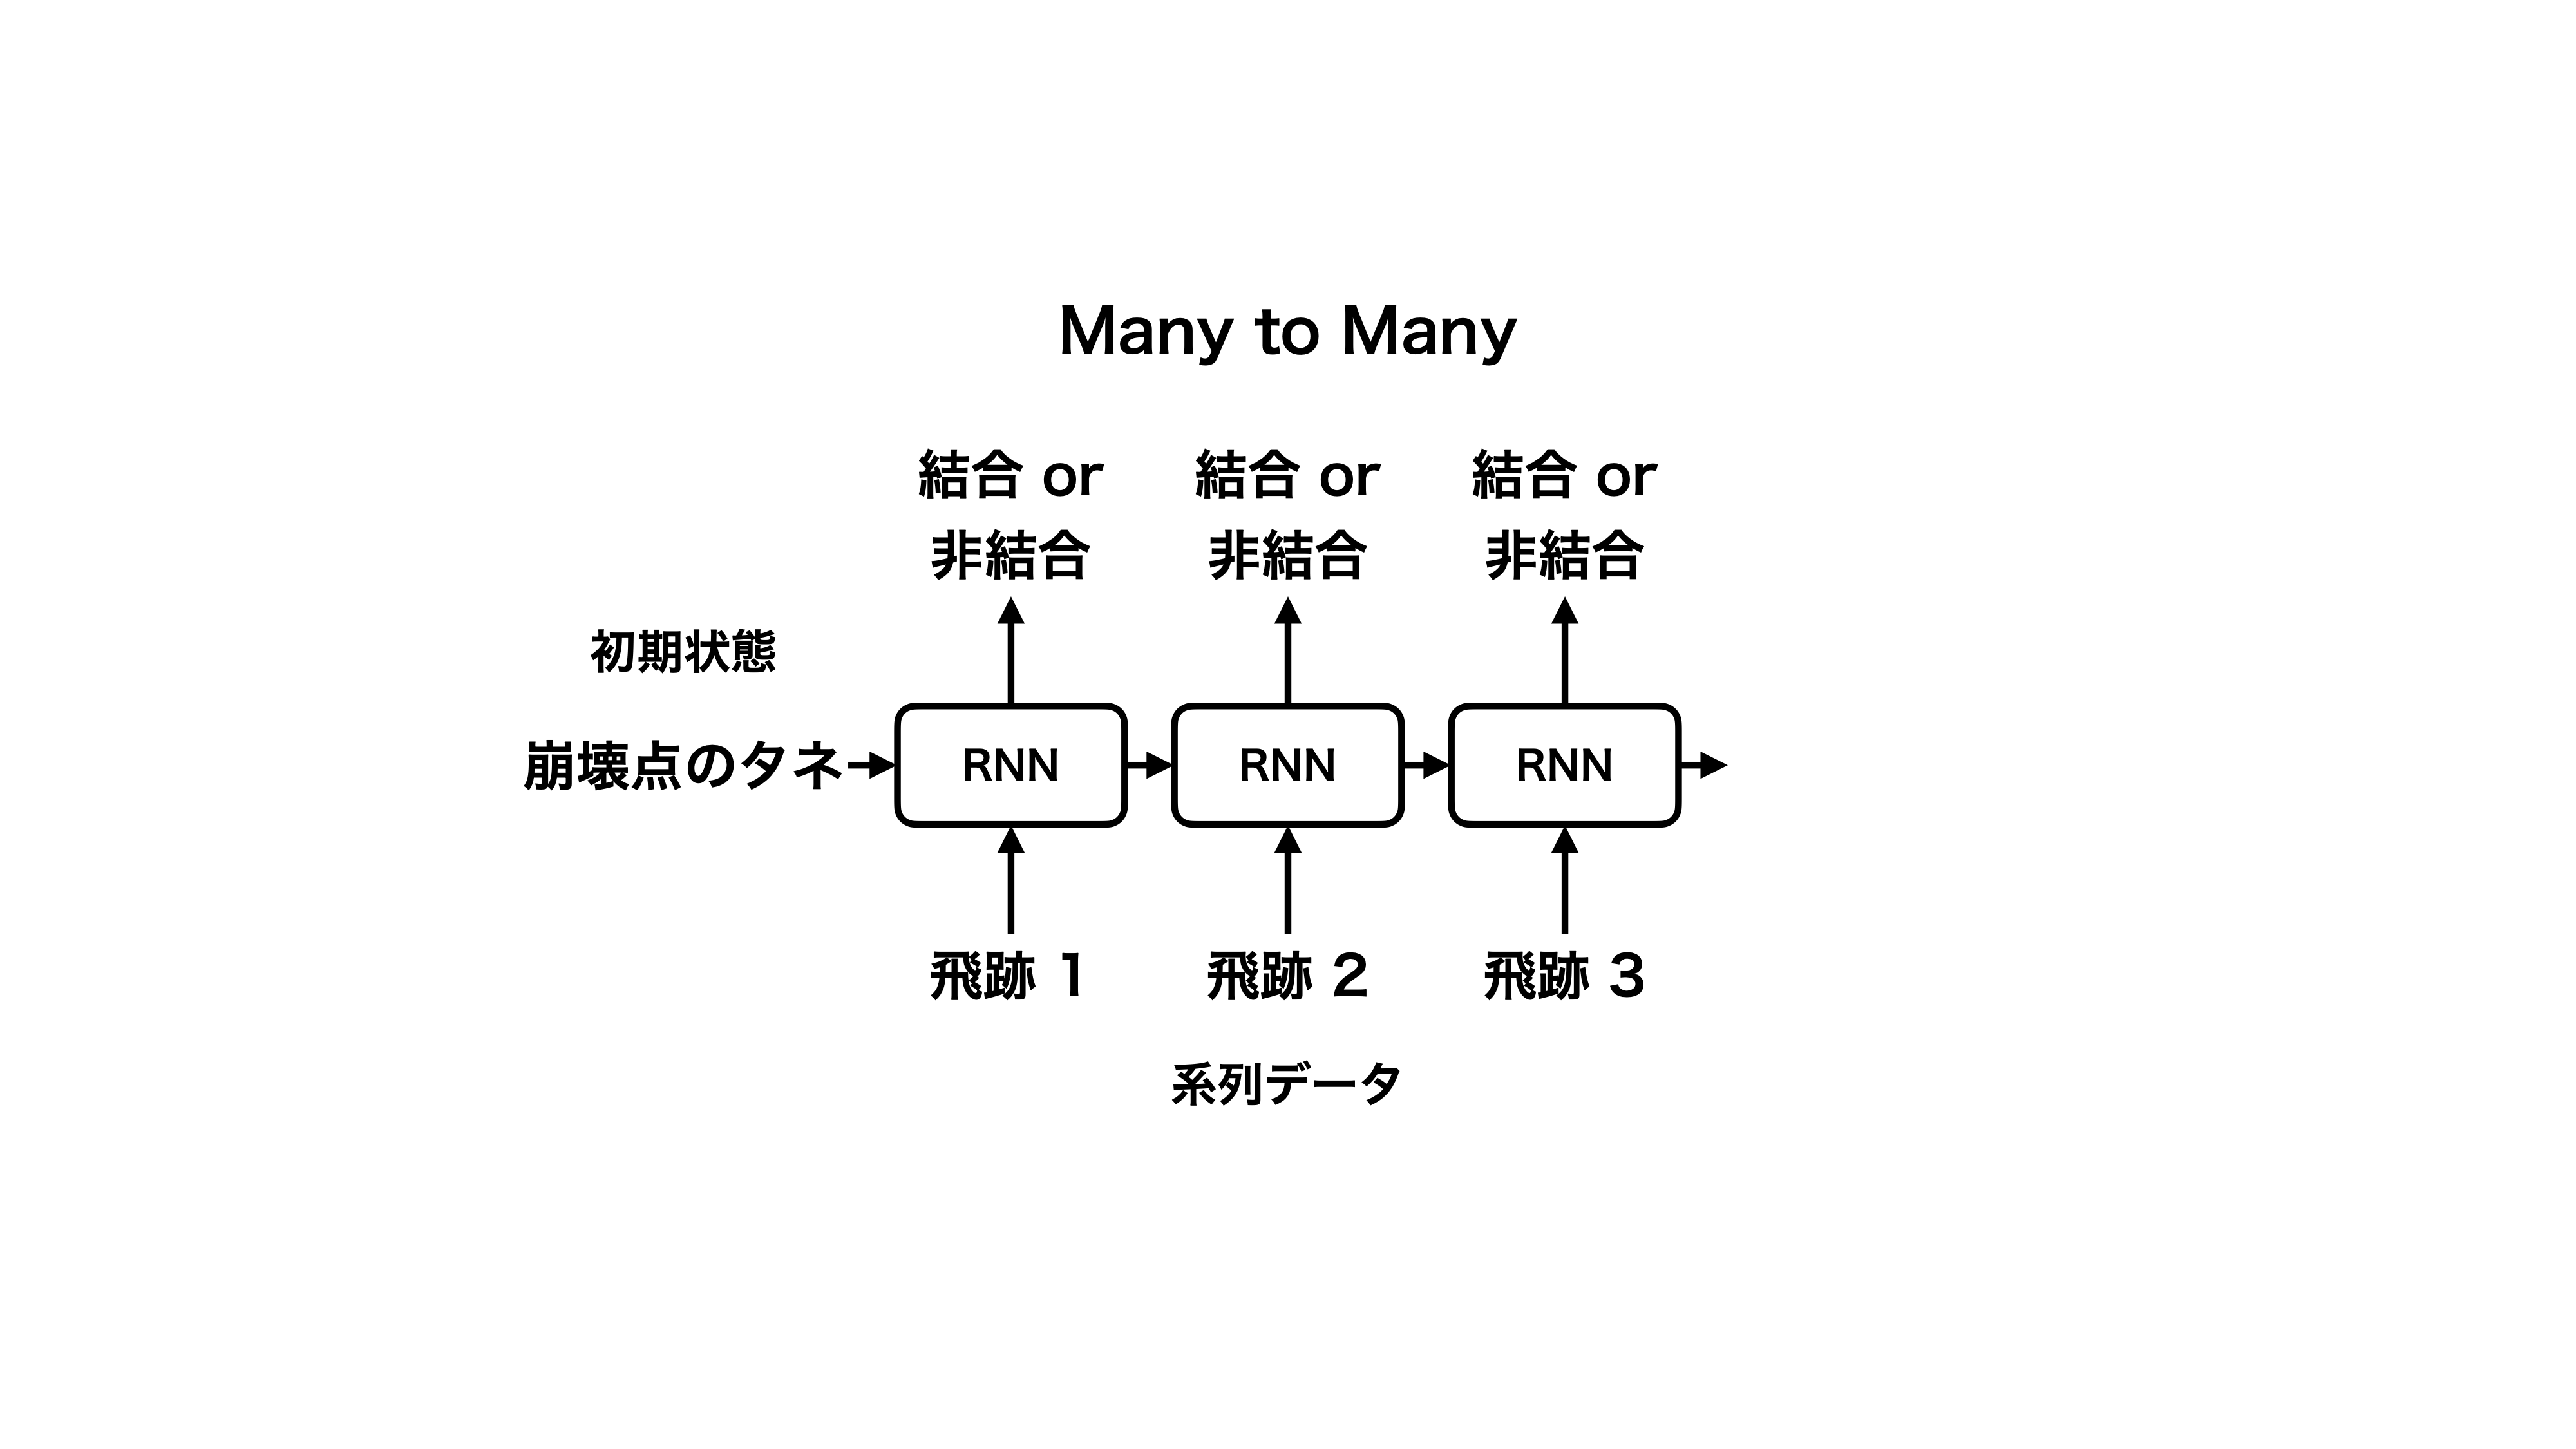 Many to Many
結合 or
非結合
結合 or
非結合
結合 or
非結合
初期状態
崩壊点のタネ
RNN
RNN
RNN
飛跡 1
飛跡 2
飛跡 3
系列データ